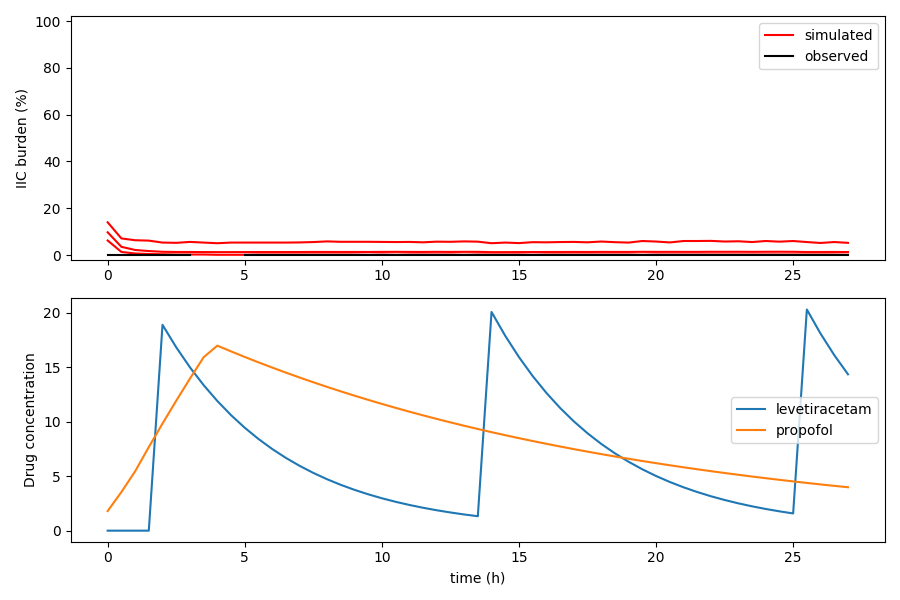 100
80
60
40
20
0
IIC burden (%)
simulated
observed
0 5 10 15 20 25
20
15
10
5
0
Drug concentration
levetiracetam
propofol
0 5 10 15 20 25
time (h)